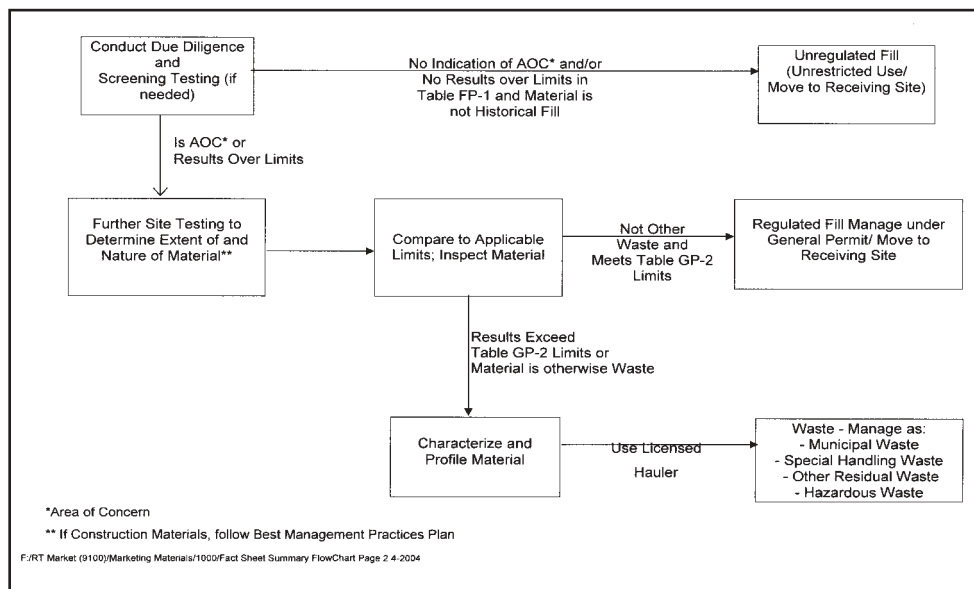 Conduct Due Diligence
and
Screening Testing (if
needed)
No Indication of AOC* and/or
No Results over Limits in
Table FP-1 and Material is
not Historical Fill
Unregulated Fill
(Unrestricted Use/
Move to Receiving Site)
Is AOC* or
Results Over Limits
Further Site Testing to
Determine Extent of and
Nature of Material**
Compare to Applicable
Limits; Inspect Material
Not Other
Waste and
Meets Table GP-2
Limits
Regulated Fill Manage under
General Permit/ Move to
Receiving Site
Results Exceed
Table GP-2 Limits or
Material is otherwise Waste
Characterize and
Profile Material
Use Licensed
Hauler
Waste - Manage as:
- Municipal Waste
- Special Handling Waste
- Other Residual Waste
- Hazardous Waste
*Area of Concern
** If Construction Materials, follow Best Management Practices Plan
F:/RT Market (9100)/Marketing Materials/1000/Fact Sheet Summary FlowChart Page 2 4-2004